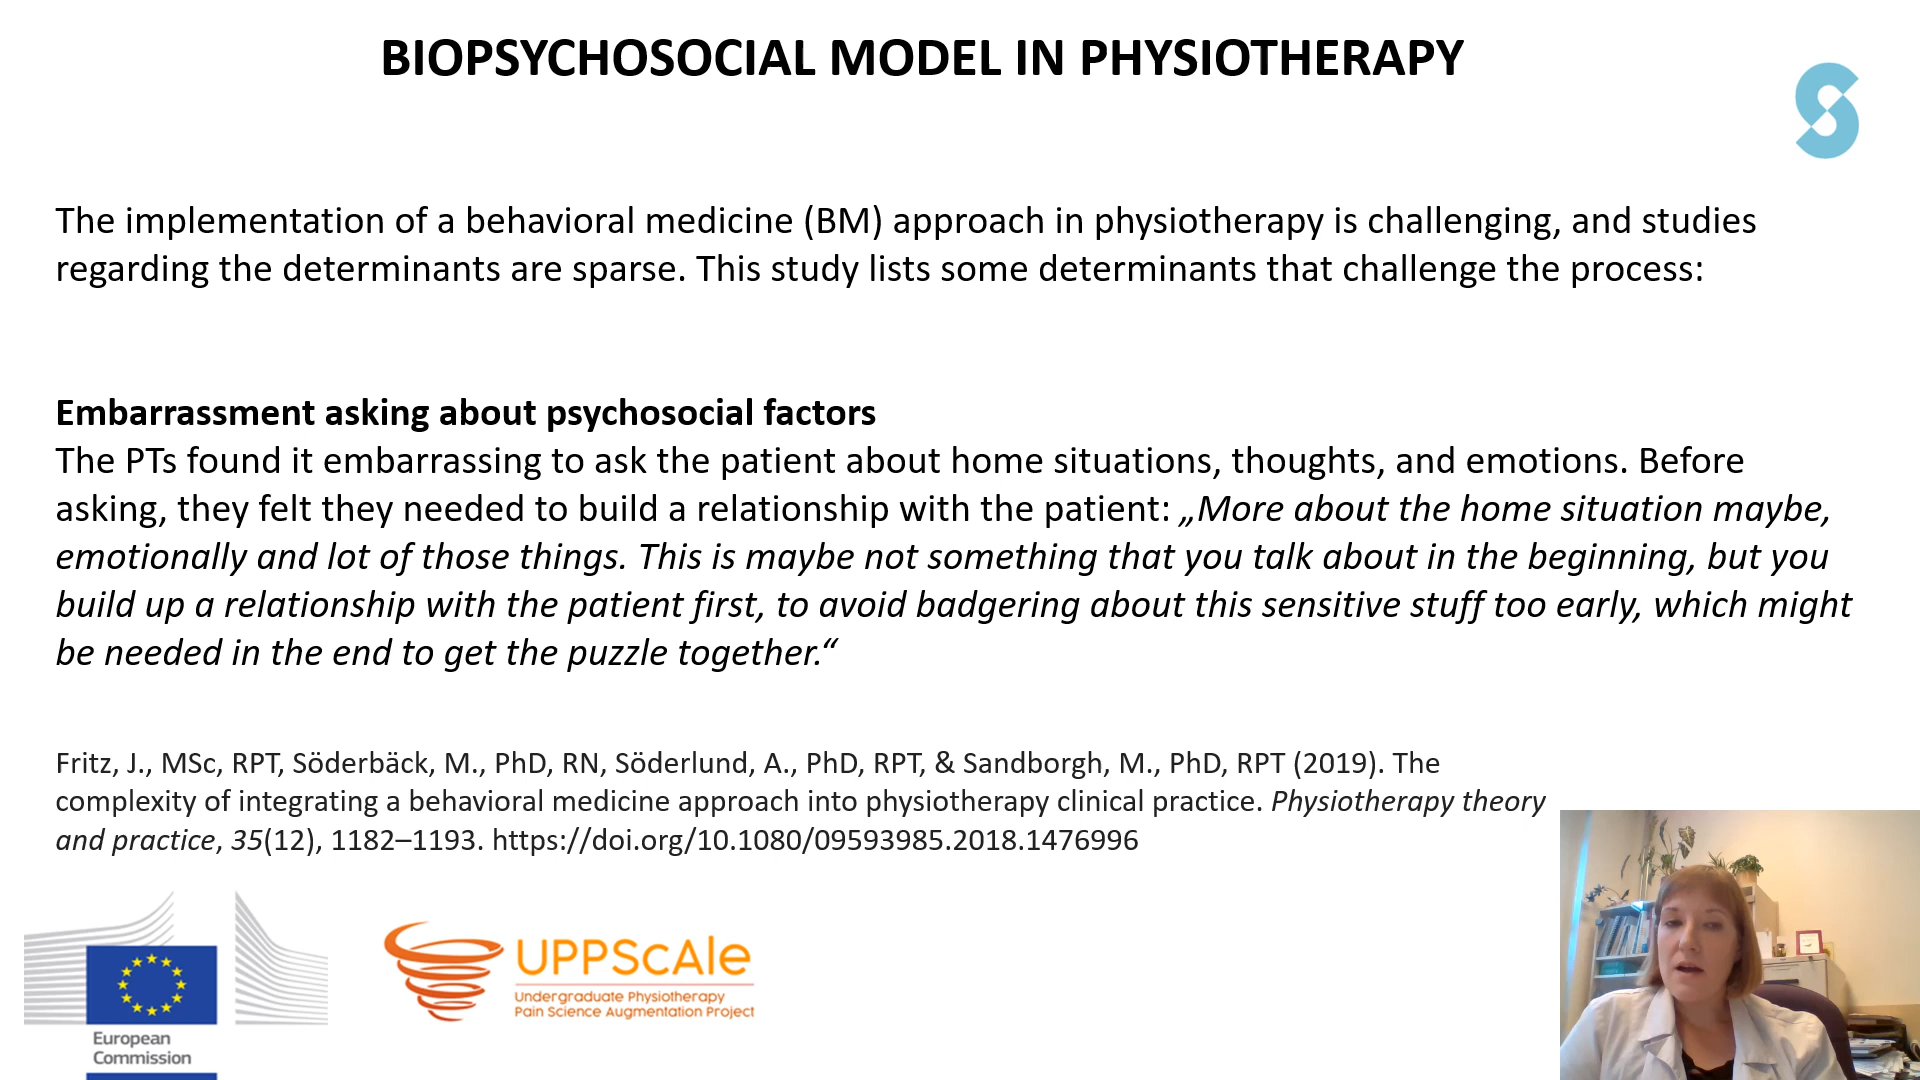 BIOPSYCHOSOCIAL MODEL IN PHYSIOTHERAPY
The implementation of a behavioral medicine (BM) approach in physiotherapy is challenging, and studies
regarding the determinants are sparse. This study lists some determinants that challenge the process:
Embarrassment asking about psychosocial factors
The PTs found it embarrassing to ask the patient about home situations, thoughts, and emotions. Before
asking, they felt they needed to build a relationship with the patient: „More about the home situation maybe,
emotionally and lot of those things. This is maybe not something that you talk about in the beginning, but you
build up a relationship with the patient first, to avoid badgering about this sensitive stuff too early, which might
be needed in the end to get the puzzle together.“
Fritz, J., MSc, RPT, Söderbäck, M., PhD, RN, Söderlund, A., PhD, RPT, & Sandborgh, M., PhD, RPT (2019). The
complexity of integrating a behavioral medicine approach into physiotherapy clinical practice. Physiotherapy theory
and practice, 35(12), 1182–1193. https://doi.org/10.1080/09593985.2018.1476996
UPPScAle
Undergraduate Physiotherapy
Pain Science Augmentation Project
European
Commission